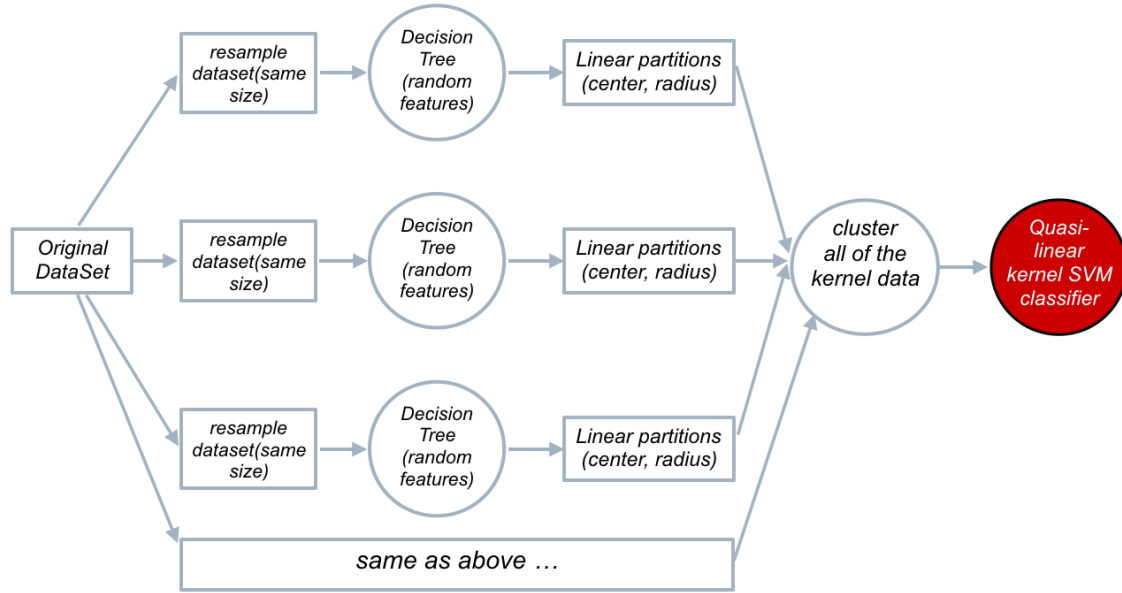 resample
dataset(same
size)
Decision
Tree
(random
features)
Linear partitions
(center, radius)
Original
DataSet
resample
dataset(same
size)
Decision
Tree
(random
features)
Linear partitions
(center, radius)
cluster
all of the
kernel data
Quasi-
linear
kernel SVM
classifier
resample
dataset(same
size)
Decision
Tree
(random
features)
Linear partitions
(center, radius)
same as above …